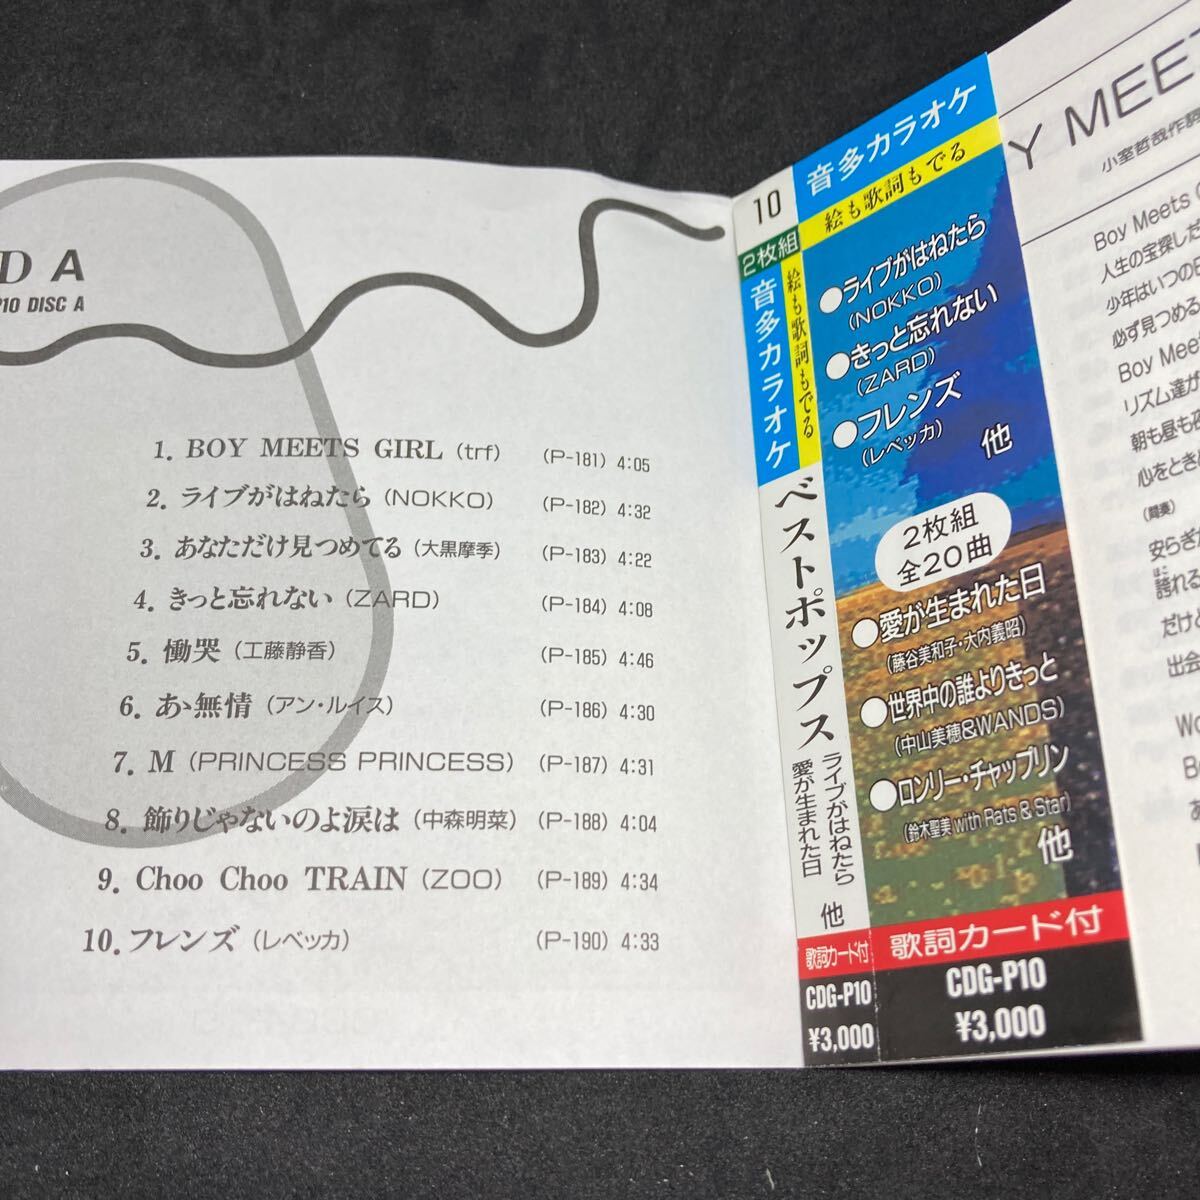 D A
P10 DISC A
1. BOY MEETS GIRL (trf) (P-181) 4:05
2. ライブがはねたら (NOKKO) (P-182) 4:32
3. あなただけ見つめてる (大黒摩季) (P-183) 4:22
4. きっと忘れない (ZARD) (P-184) 4:08
5. 慟哭 (工藤静香) (P-185) 4:46
6. あゝ無情 (アン・ルイス) (P-186) 4:30
7. M (PRINCESS PRINCESS) (P-187) 4:31
8. 飾りじゃないのよ涙は (中森明菜) (P-188) 4:04
9. Choo Choo TRAIN (ZOO) (P-189) 4:34
10. フレンズ (レベッカ) (P-190) 4:33
10
2枚組
音多カラオケ
絵も歌詞もでる
ベストポップス
ライブがはねたら
愛が生まれた日
他
歌詞カード付
CDG-P10
¥3,000
音多カラオケ
絵も歌詞もでる
●ライブがはねたら
(NOKKO)
●きっと忘れない
(ZARD)
●フレンズ
(レベッカ)
他
2枚組
全20曲
●愛が生まれた日
(藤谷美和子・大内義昭)
●世界中の誰よりきっと
(中山美穂&WANDS)
●ロンリー・チャップリン
(鈴木聖美 with Rats & Star)
他
歌詞カード付
CDG-P10
¥3,000
Y MEET
小室哲哉作詞
Boy Meets G
人生の宝探した
少年はいつの日
必ず見つめる
Boy Mee
リズム達が
朝も昼も夜
心をとき
(間奏)
安らぎか
誇れる
ほこ
だけと
出会
Wo
Bo
あ